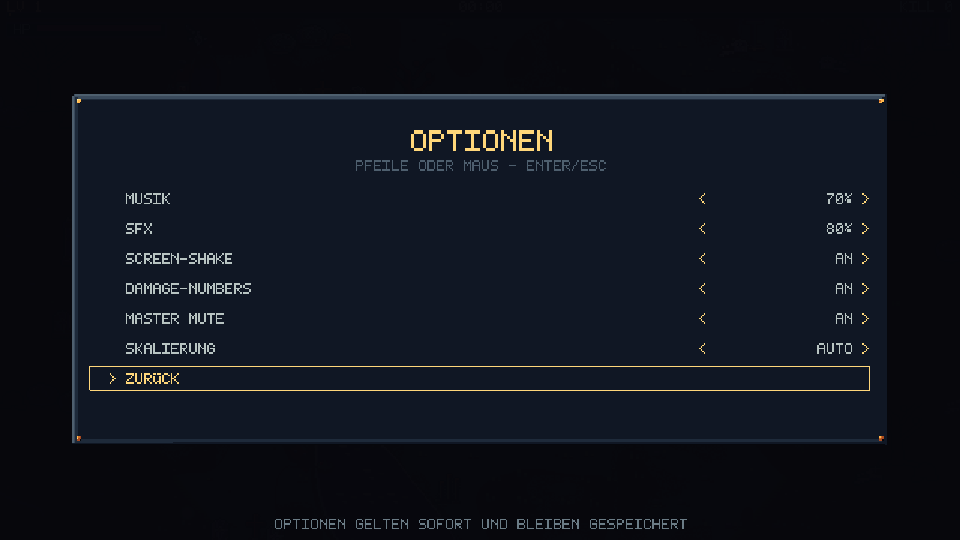 OPTIONEN
PFEILE ODER MAUS - ENTER/ESC
MUSIK < 70% >
SFX < 80% >
SCREEN-SHAKE < AN >
DAMAGE-NUMBERS < AN >
MASTER MUTE < AN >
SKALIERUNG < AUTO >
> ZURÜCK
OPTIONEN GELTEN SOFORT UND BLEIBEN GESPEICHERT